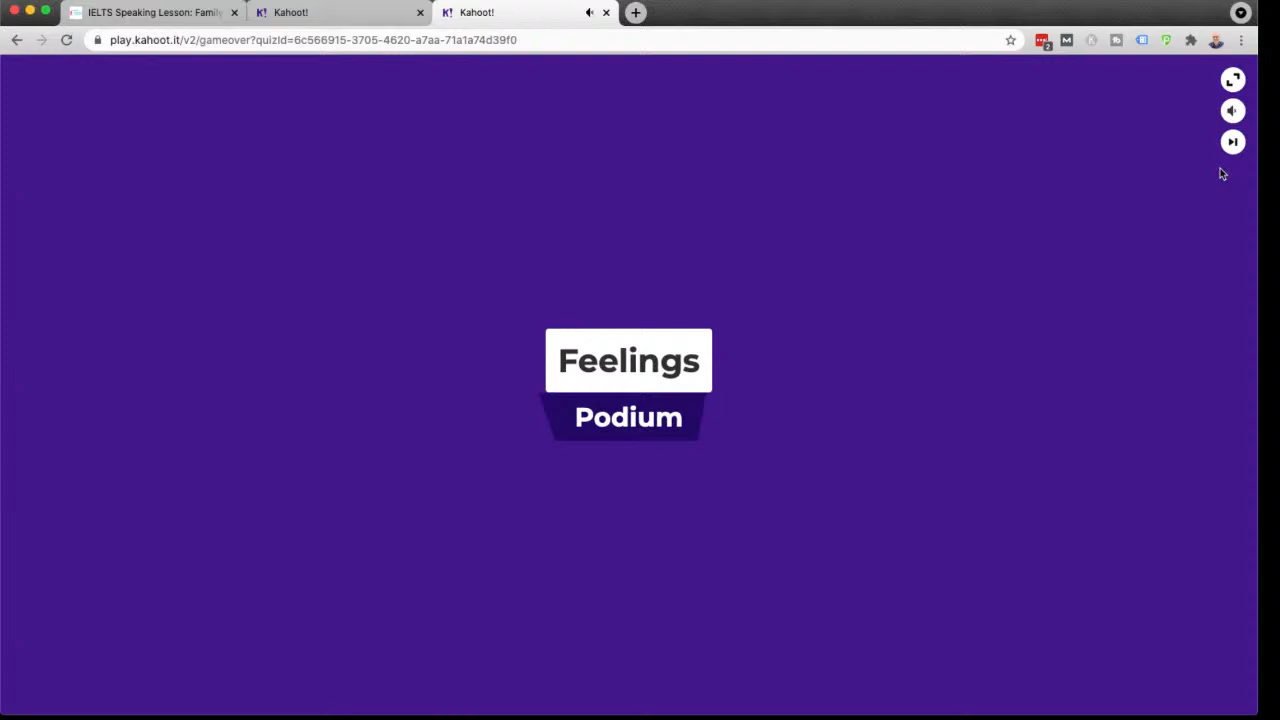 IELTS Speaking Lesson: Family
K! Kahoot!
K! Kahoot!
play.kahoot.it/v2/gameover?quizId=6c566915-3705-4620-a7aa-71a1a74d39f0
2
Feelings
Podium